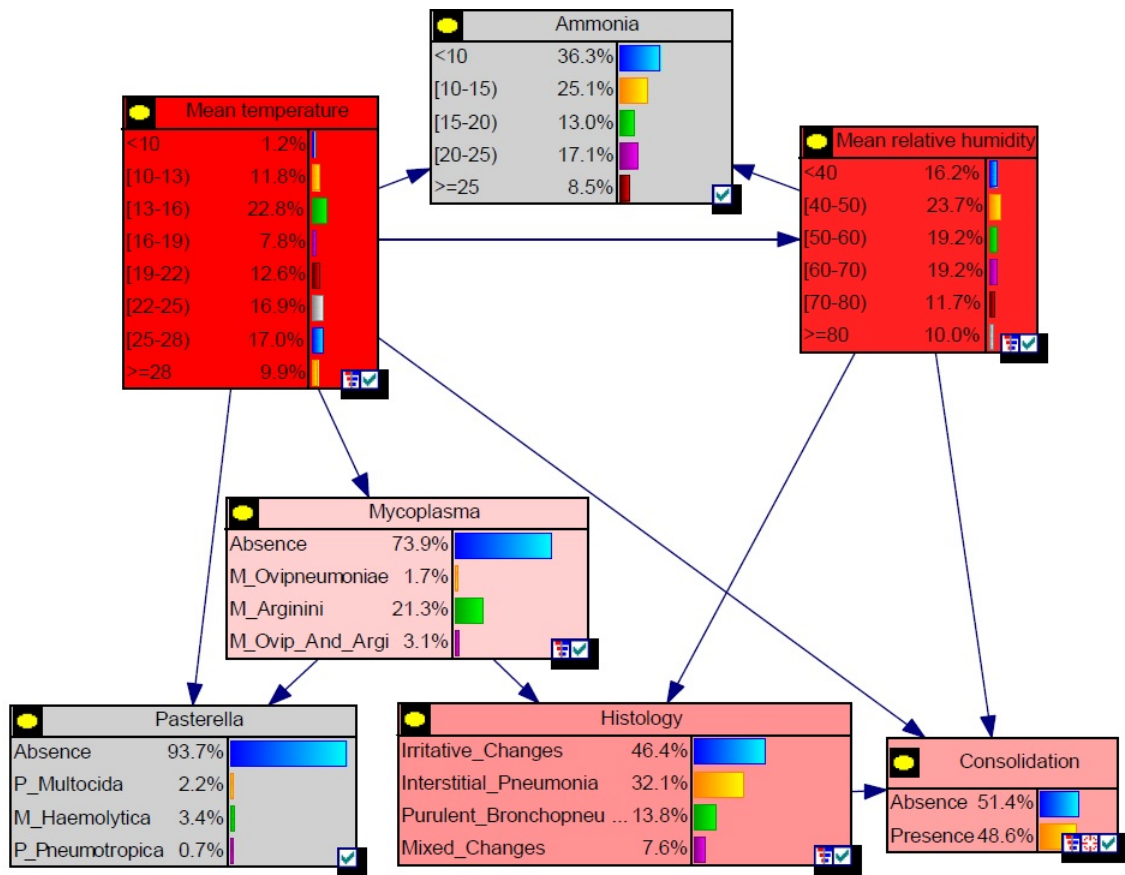 Ammonia
<10 36.3%
[10-15) 25.1%
[15-20) 13.0%
[20-25) 17.1%
>=25 8.5%
Mean temperature
<10 1.2%
[10-13) 11.8%
[13-16) 22.8%
[16-19) 7.8%
[19-22) 12.6%
[22-25) 16.9%
[25-28) 17.0%
>=28 9.9%
Mean relative humidity
<40 16.2%
[40-50) 23.7%
[50-60) 19.2%
[60-70) 19.2%
[70-80) 11.7%
>=80 10.0%
Mycoplasma
Absence 73.9%
M_Ovipneumoniae 1.7%
M_Arginini 21.3%
M_Ovip_And_Argi 3.1%
Pasterella
Absence 93.7%
P_Multocida 2.2%
M_Haemolytica 3.4%
P_Pneumotropica 0.7%
Histology
Irritative_Changes 46.4%
Interstitial_Pneumonia 32.1%
Purulent_Bronchopneu ... 13.8%
Mixed_Changes 7.6%
Consolidation
Absence 51.4%
Presence 48.6%